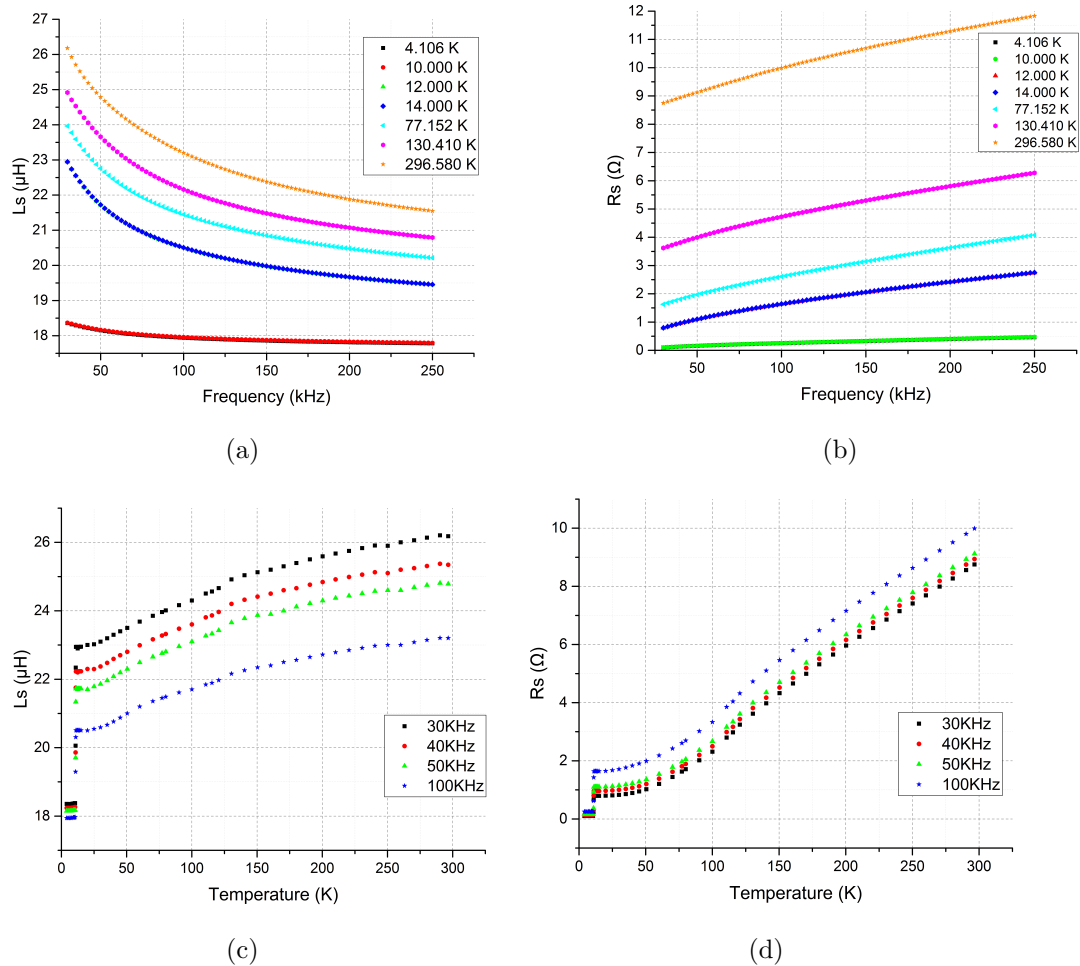 27
26
25
24
23
22
21
20
19
18
Ls (μH)
50
100
150
200
250
Frequency (kHz)
4.106 K
10.000 K
12.000 K
14.000 K
77.152 K
130.410 K
296.580 K
(a)
12
11
10
9
8
7
6
5
4
3
2
1
0
Rs (Ω)
50
100
150
200
250
Frequency (kHz)
4.106 K
10.000 K
12.000 K
14.000 K
77.152 K
130.410 K
296.580 K
(b)
26
24
22
20
18
Ls (μH)
0
50
100
150
200
250
300
Temperature (K)
30KHz
40KHz
50KHz
100KHz
(c)
10
8
6
4
2
0
Rs (Ω)
0
50
100
150
200
250
300
Temperature (K)
30KHz
40KHz
50KHz
100KHz
(d)